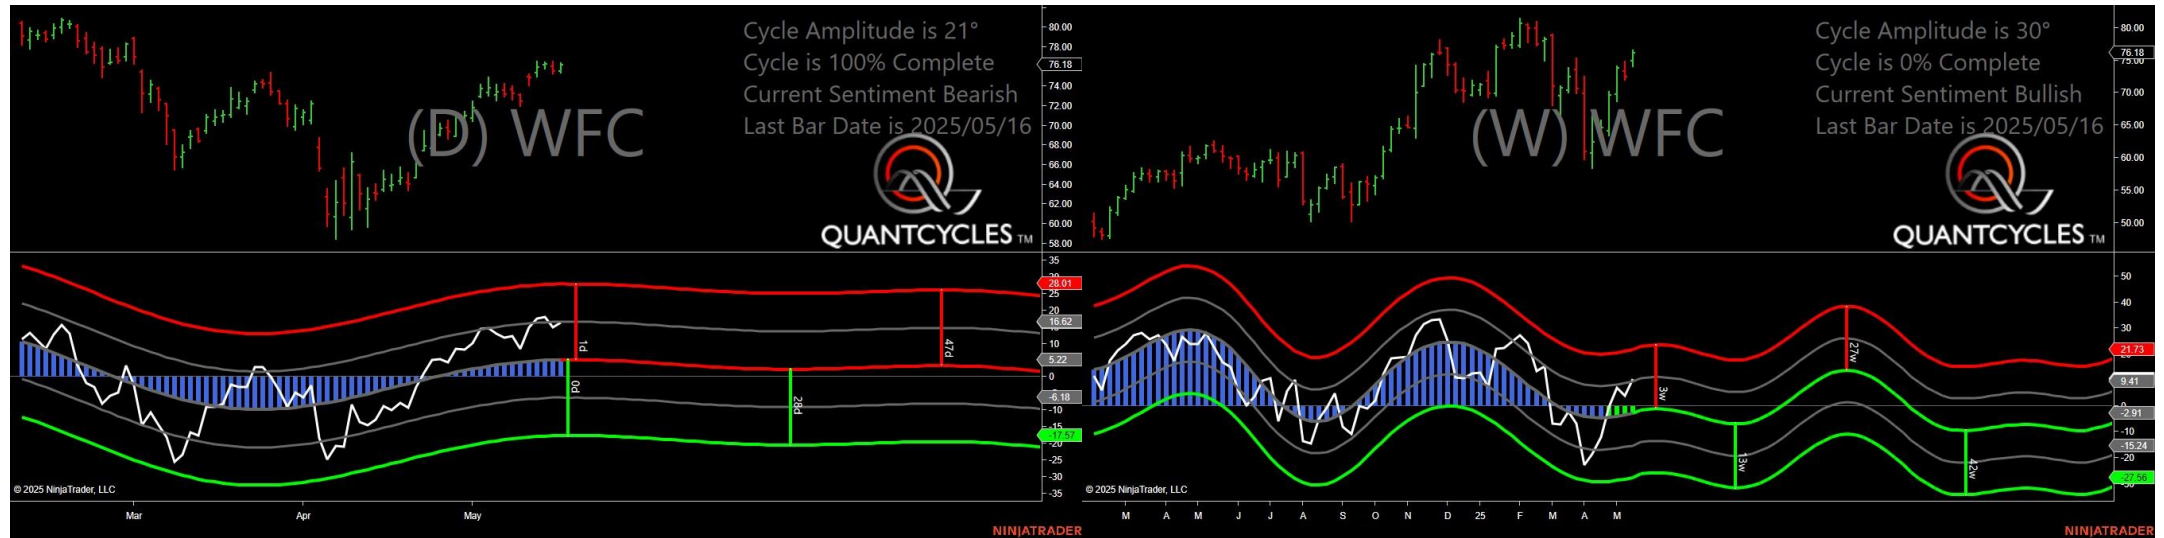 Cycle Amplitude is 21°
Cycle is 100% Complete
Current Sentiment Bearish
Last Bar Date is 2025/05/16
(D) WFC
QUANTCYCLES TM
80.00
78.00
76.18
74.00
72.00
70.00
68.00
66.00
64.00
62.00
60.00
58.00
35
30
28.01
25
20
16.62
15
10
5.22
0
-6.18
-10
-15
-17.57
-20
-25
-30
-35
1d
0d
28d
47d
© 2025 NinjaTrader, LLC
Mar
Apr
May
NINJATRADER
Cycle Amplitude is 30°
Cycle is 0% Complete
Current Sentiment Bullish
Last Bar Date is 2025/05/16
(W) WFC
QUANTCYCLES TM
80.00
76.18
75.00
70.00
65.00
60.00
55.00
50.00
50
40
30
21.73
9.41
-2.91
-10
-15.24
-20
-27.56
3w
13w
27w
42w
© 2025 NinjaTrader, LLC
M A M J J A S O N D 25 F M A M
NINJATRADER